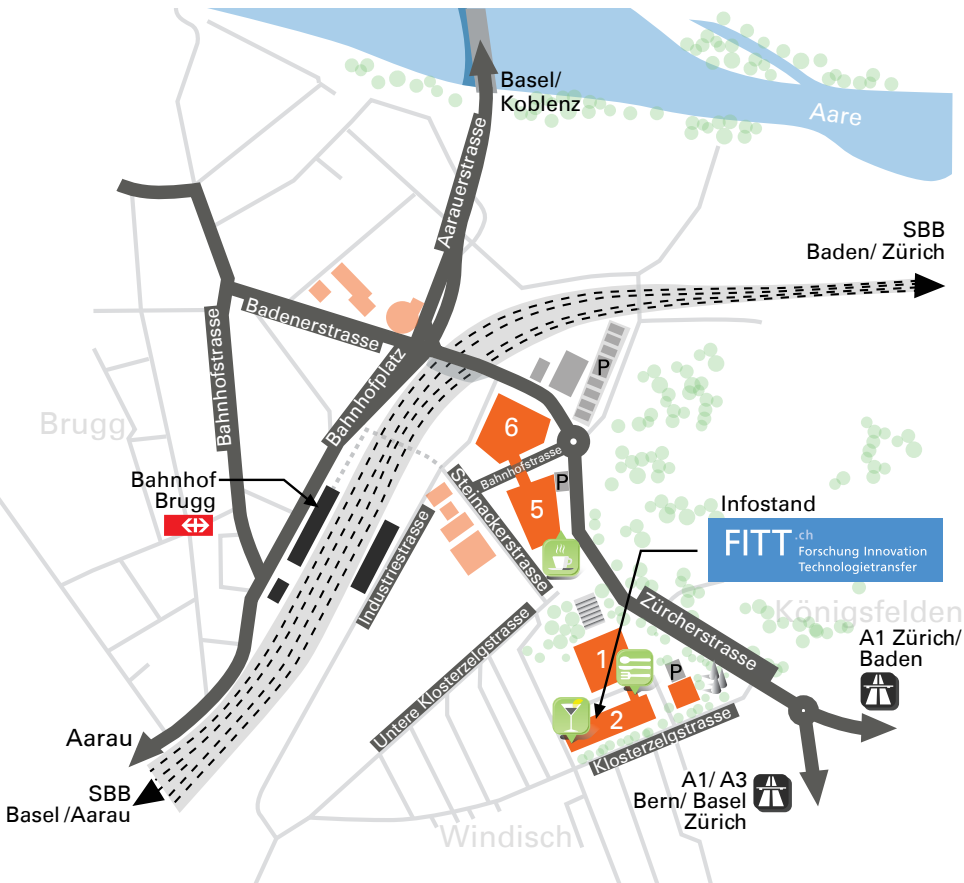 Basel/
Koblenz
Aare
Aarauerstrasse
SBB
Baden/ Zürich
Badenerstrasse
Bahnhofstrasse
Bahnhofplatz
P
Brugg
6
Bahnhofstrasse
Bahnhof
Brugg
Steinackerstrasse
P
5
Infostand
FITT.ch
Forschung Innovation
Technologietransfer
Industriestrasse
Zürcherstrasse
Königsfelden
Untere Klosterzelgstrasse
A1 Zürich/
Baden
1
P
2
Klosterzelgstrasse
Aarau
SBB
Basel /Aarau
A1/ A3
Bern/ Basel
Zürich
Windisch